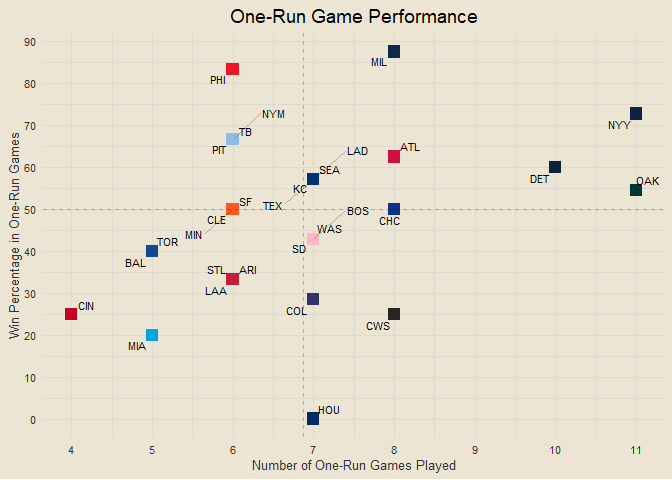 One-Run Game Performance
90
MIL
80
PHI
NYM
70
NYY
TB
PIT
ATL
LAD
60
SEA
DET
OAK
KC
TEX
SF
BOS
50
CLE
CHC
WAS
MIN
TOR
SD
40
BAL
STL
ARI
LAA
30
COL
CIN
CWS
20
MIA
10
HOU
0
4
5
6
7
8
9
10
11
Number of One-Run Games Played
Win Percentage in One-Run Games